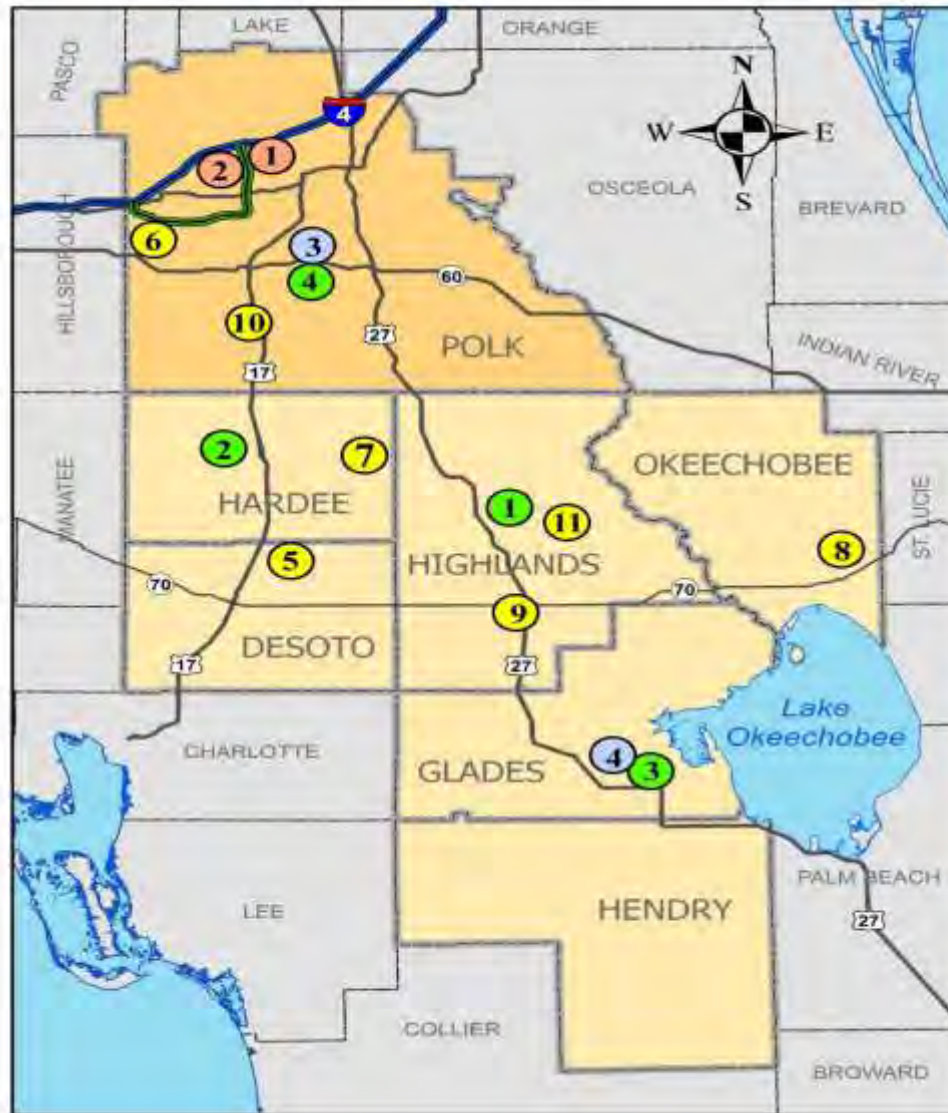 LAKE
ORANGE
PASCO
4
N
W E
S
1
2
OSCEOLA
BREVARD
HILLSBOROUGH
6
3
4
60
10
27
POLK
INDIAN RIVER
17
2
7
OKEECHOBEE
HARDEE
MANATEE
1
11
ST. LUCIE
5
HIGHLANDS
8
70
70
9
DESOTO
17
27
Lake
Okeechobee
CHARLOTTE
GLADES
4
3
PALM BEACH
LEE
HENDRY
27
COLLIER
BROWARD